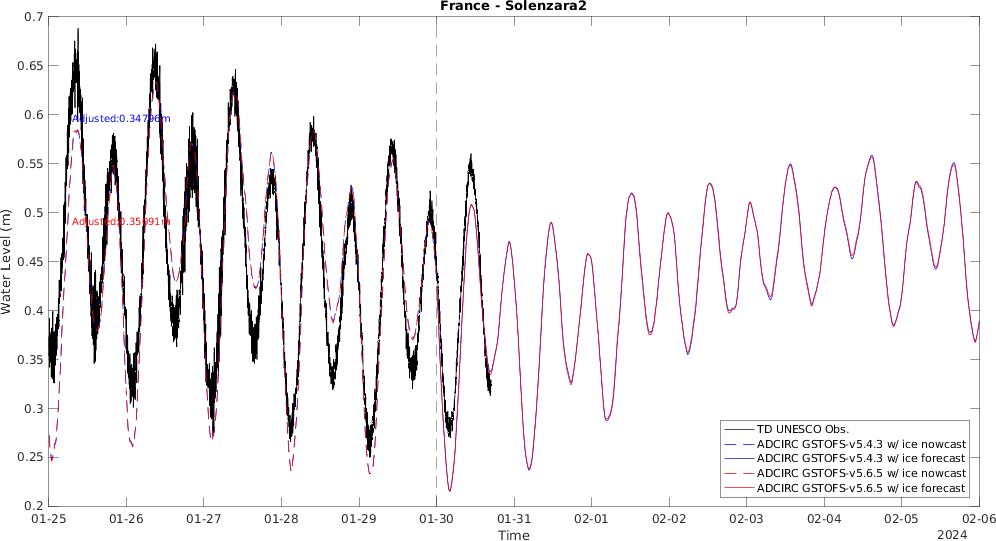 France - Solenzara2
0.7
0.65
0.6
0.55
0.5
0.45
0.4
0.35
0.3
0.25
0.2
Water Level (m)
Adjusted:0.34796m
Adjusted:0.35091m
TD UNESCO Obs.
ADCIRC GSTOFS-v5.4.3 w/ ice nowcast
ADCIRC GSTOFS-v5.4.3 w/ ice forecast
ADCIRC GSTOFS-v5.6.5 w/ ice nowcast
ADCIRC GSTOFS-v5.6.5 w/ ice forecast
01-25 01-26 01-27 01-28 01-29 01-30 01-31 02-01 02-02 02-03 02-04 02-05 02-06
Time
2024